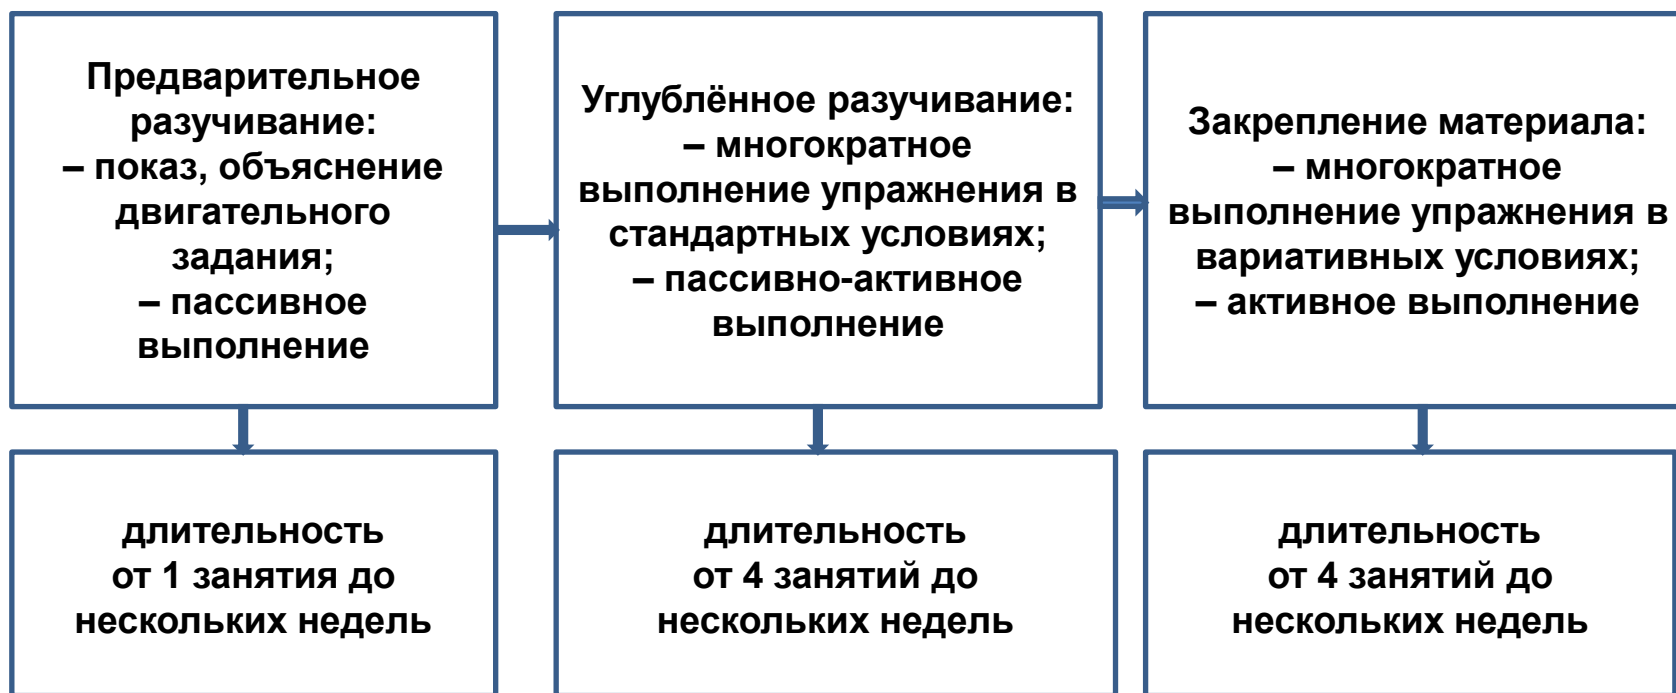 Предварительное
разучивание:
– показ, объяснение
двигательного
задания;
– пассивное
выполнение
Углублённое разучивание:
– многократное
выполнение упражнения в
стандартных условиях;
– пассивно-активное
выполнение
Закрепление материала:
– многократное
выполнение упражнения в
вариативных условиях;
– активное выполнение
длительность
от 1 занятия до
нескольких недель
длительность
от 4 занятий до
нескольких недель
длительность
от 4 занятий до
нескольких недель